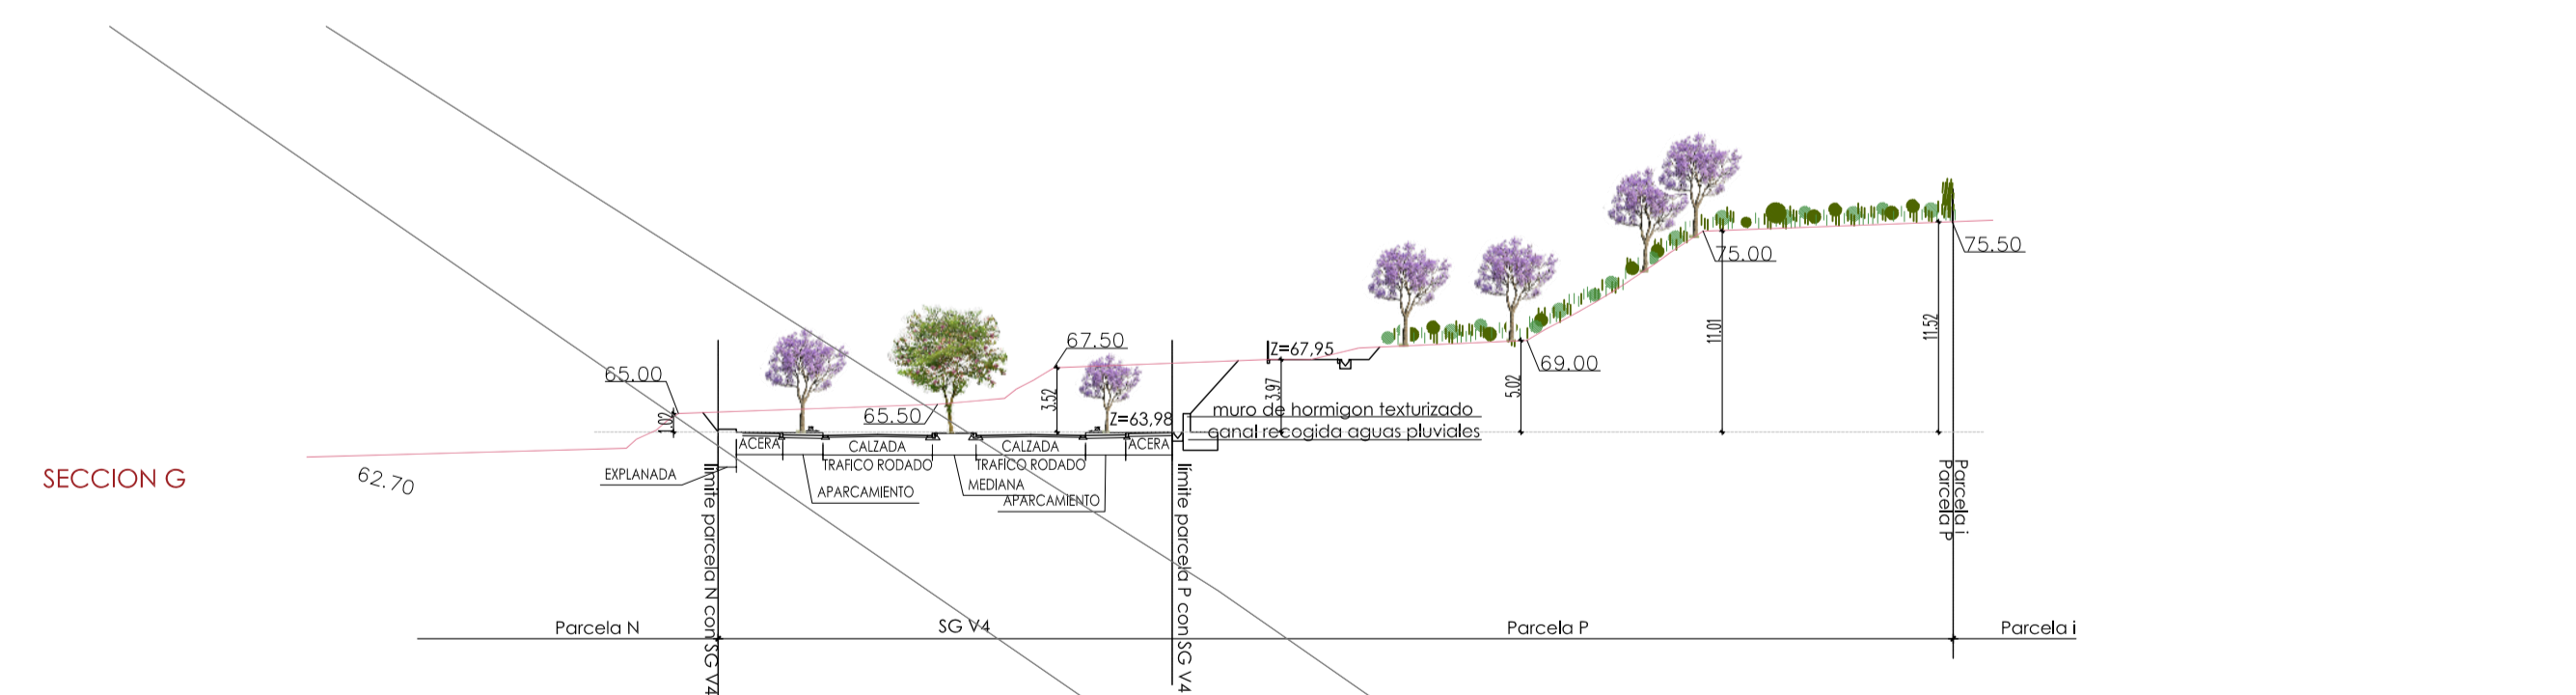 75.50
75.00
11.01
11.52
67.50
Z=67,95
65.00
69.00
3.97
5.02
3.52
1.02
65.50
Z=63,98
muro de hormigon texturizado
canal recogida aguas pluviales
ACERA
CALZADA
CALZADA
ACERA
TRAFICO RODADO
TRAFICO RODADO
EXPLANADA
MEDIANA
APARCAMIENTO
APARCAMIENTO
SECCION G
62.70
límite parcela N con SG V4
límite parcela P con SG V4
Parcela P
Parcela i
Parcela N
SG V4
Parcela P
Parcela i